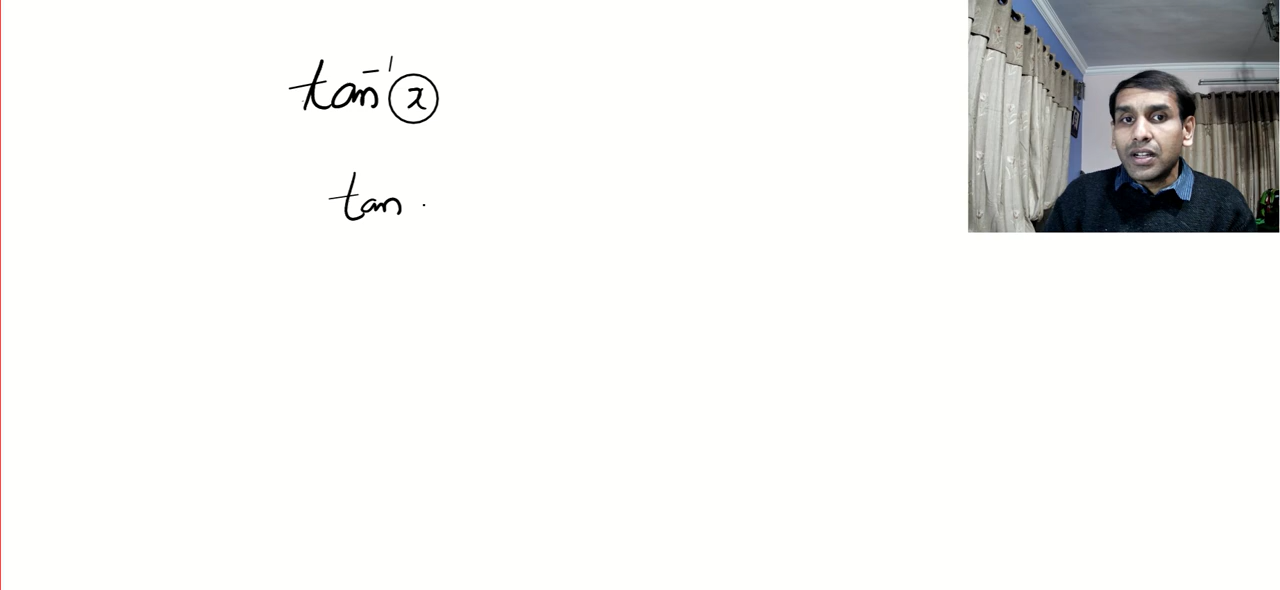 tan⁻¹ x
tan .